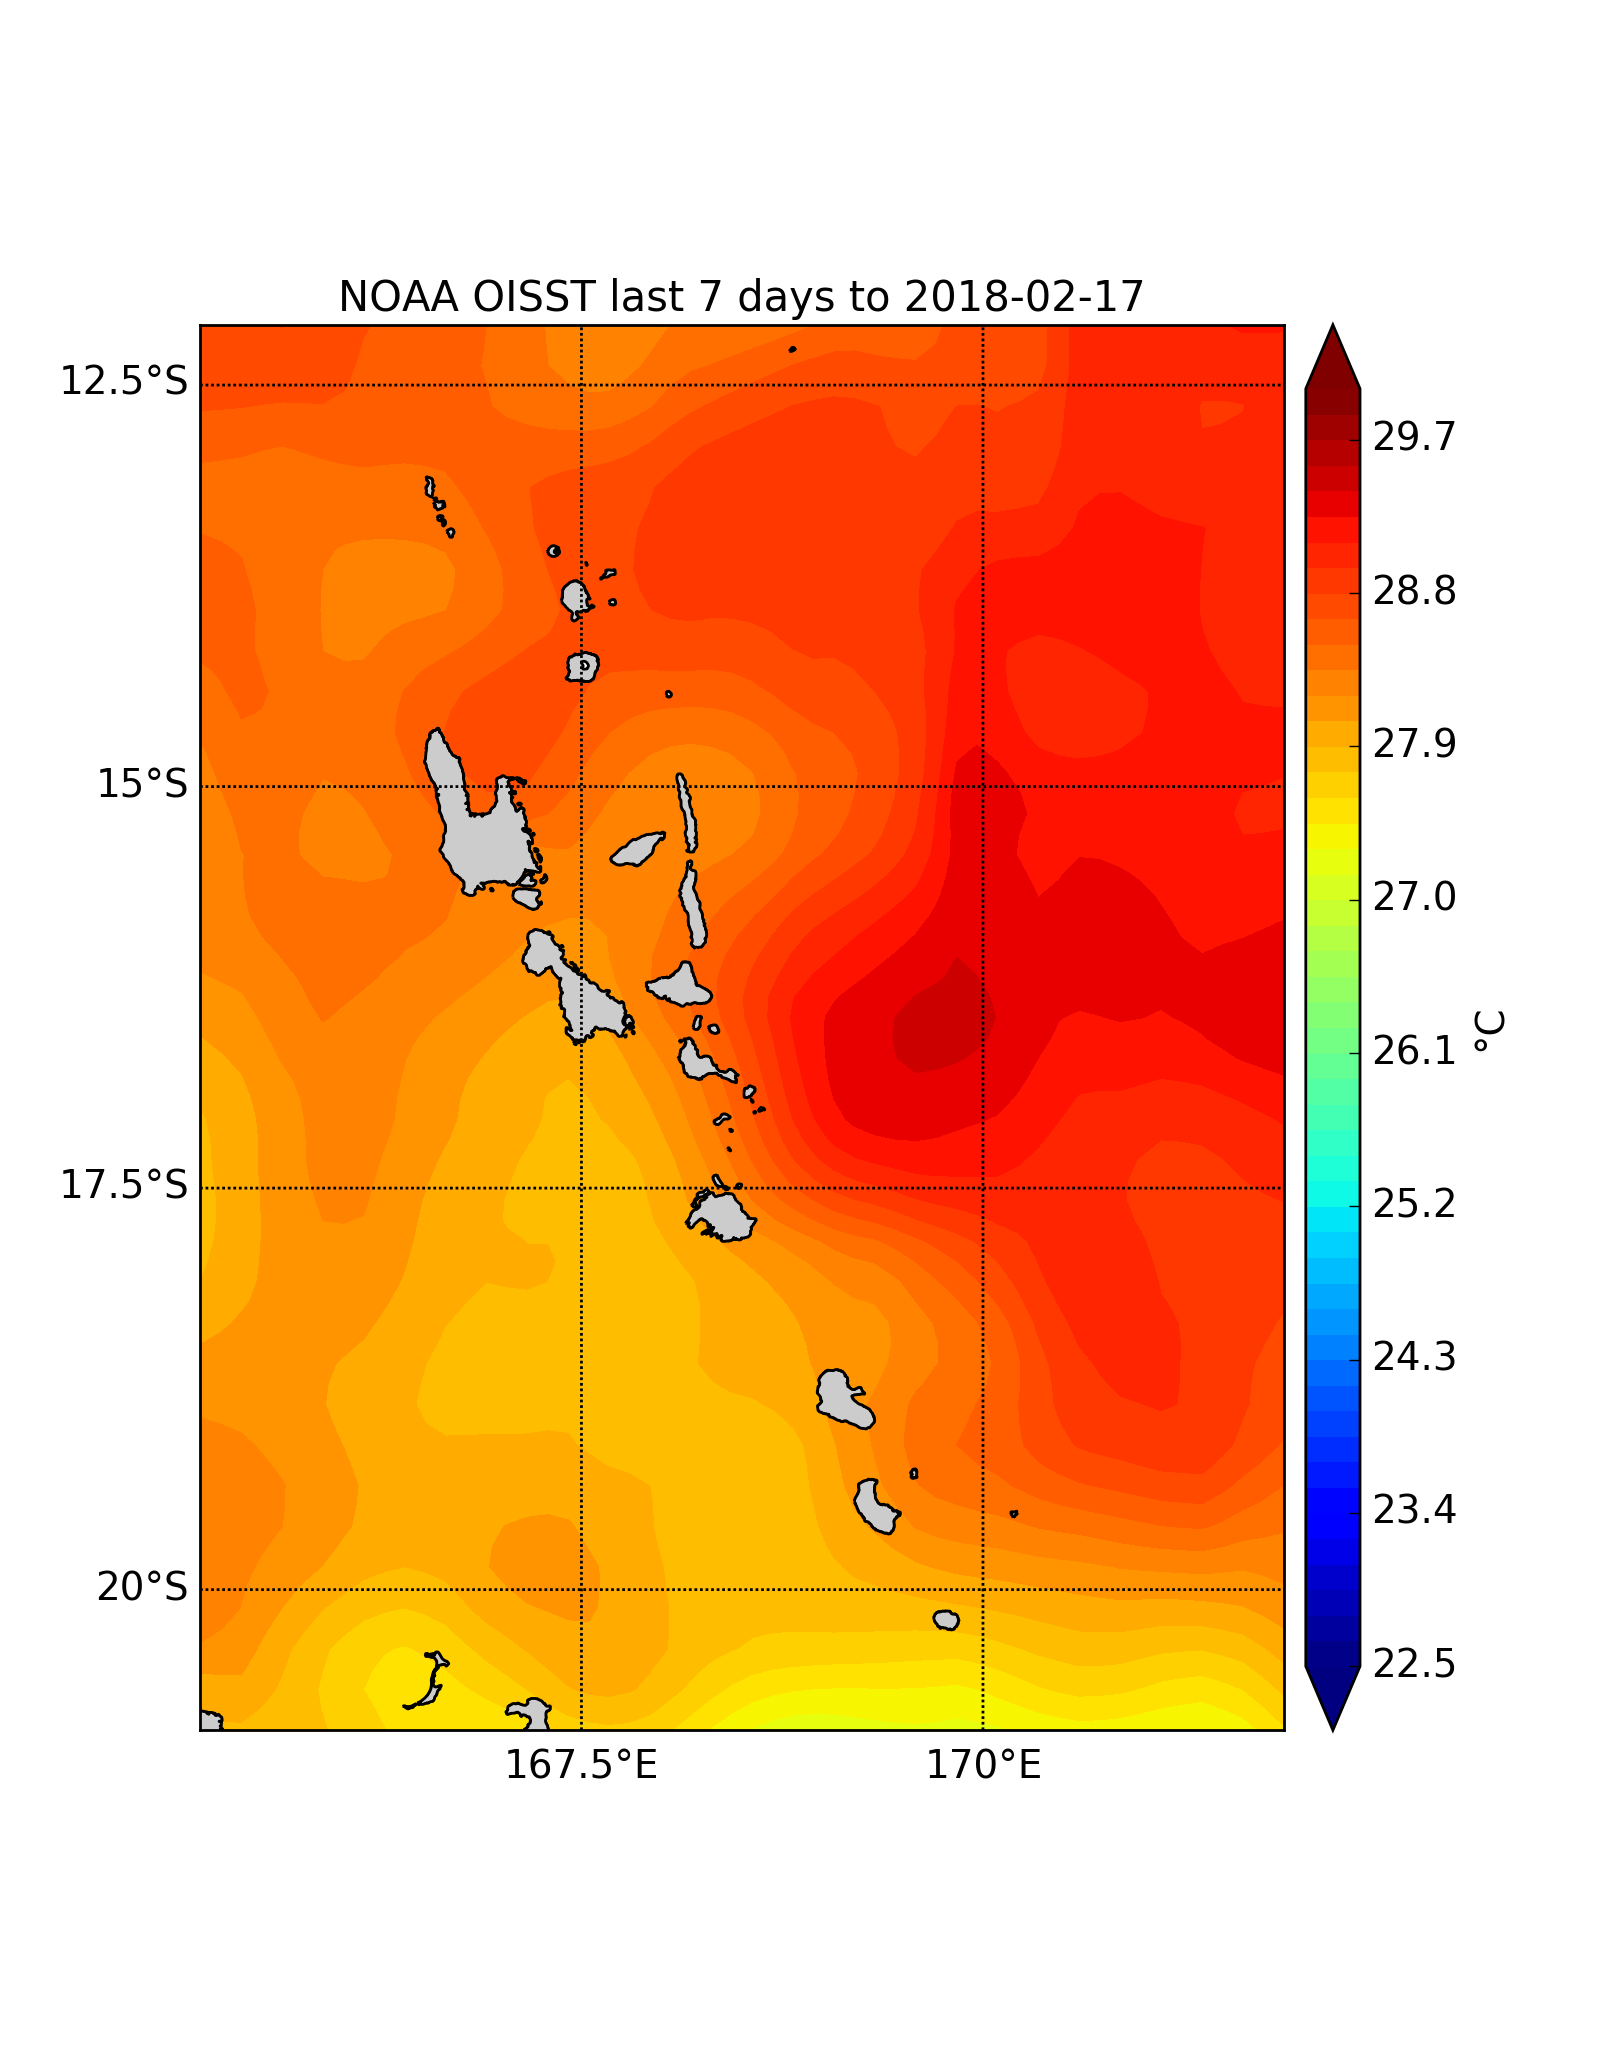 NOAA OISST last 7 days to 2018-02-17
12.5°S
15°S
17.5°S
20°S
167.5°E
170°E
29.7
28.8
27.9
27.0
26.1
25.2
24.3
23.4
22.5
°C